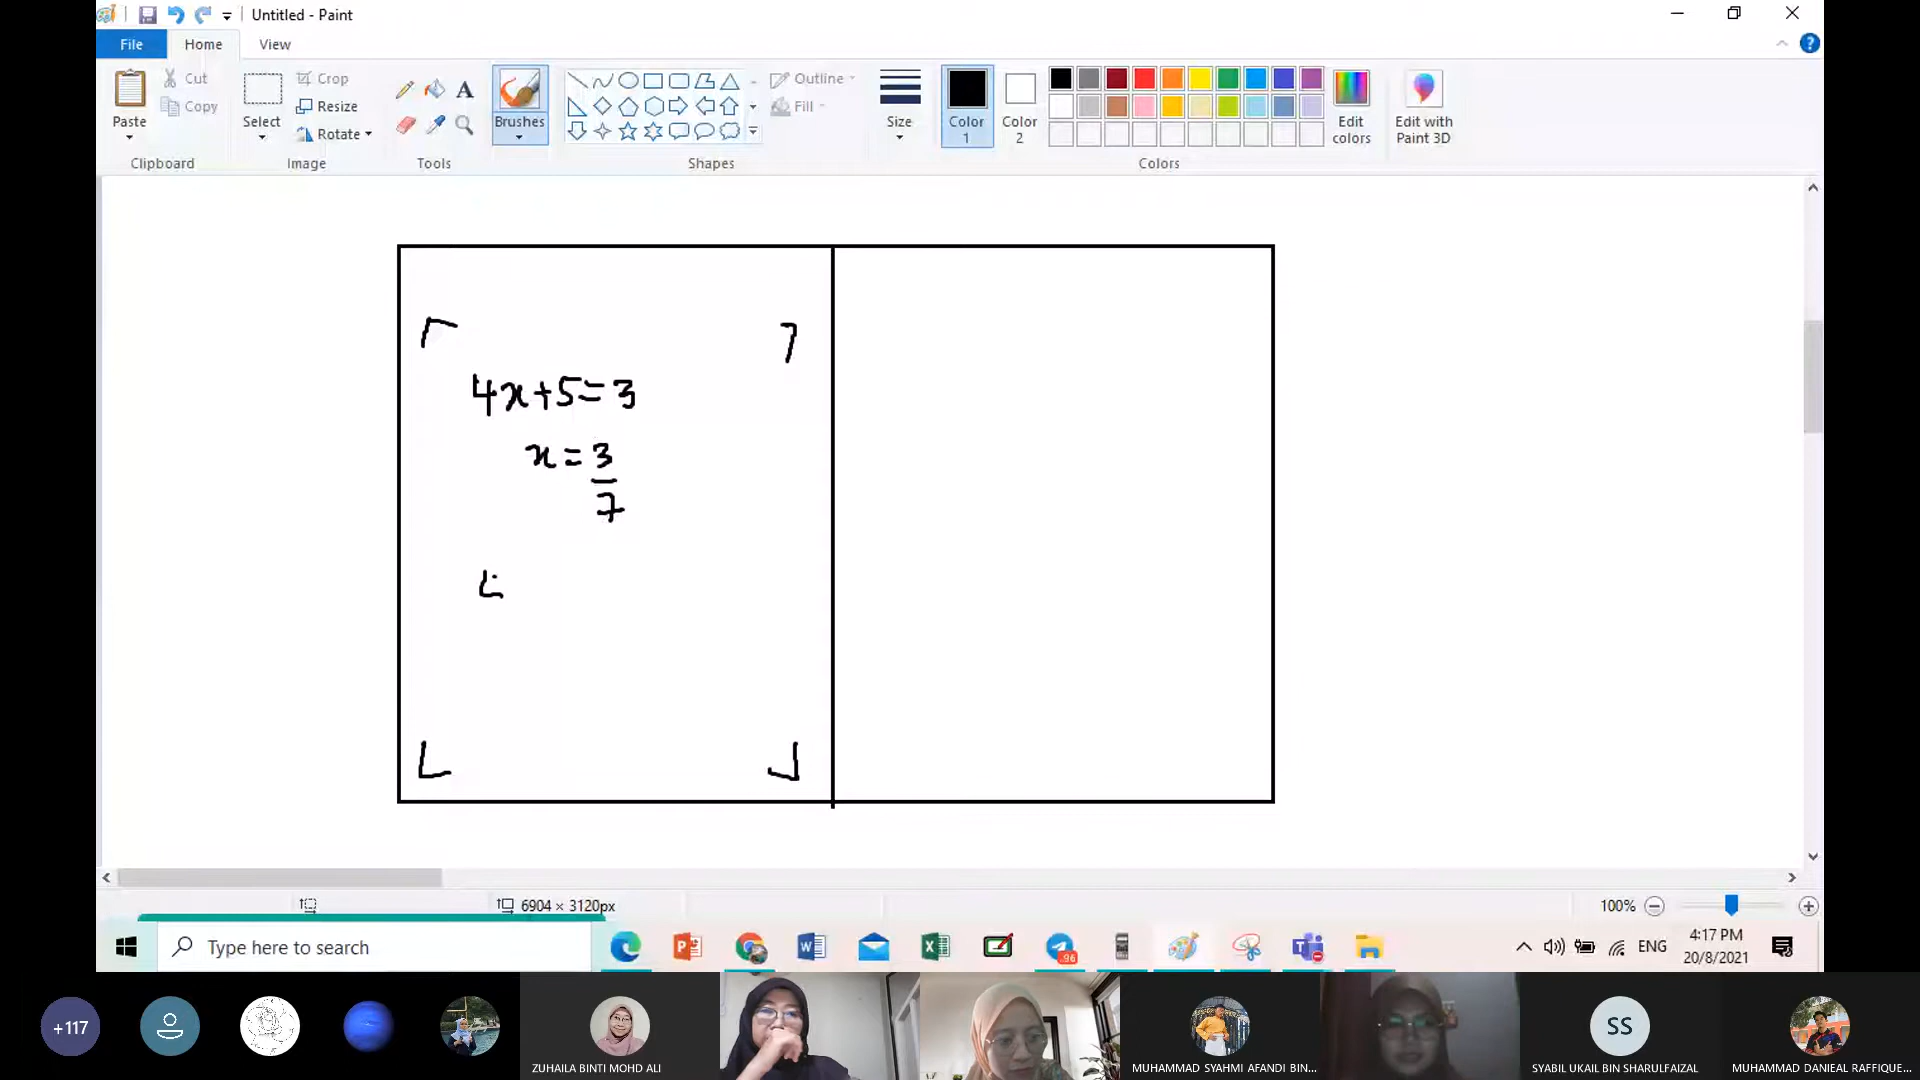 Untitled - Paint
File Home View
Paste Cut Copy
Clipboard
Select Crop Resize Rotate
Image
Tools
Brushes
Shapes
Outline Fill
Size
Color 1
Color 2
Edit colors
Colors
Edit with Paint 3D
4x+5=3
x=3
7
6904 × 3120px
100%
Type here to search
96
ENG
4:17 PM
20/8/2021
+117
ZUHAILA BINTI MOHD ALI
MUHAMMAD SYAHMI AFANDI BIN...
SS
SYABIL UKAIL BIN SHARULFAIZAL
MUHAMMAD DANIEAL RAFFIQUE...